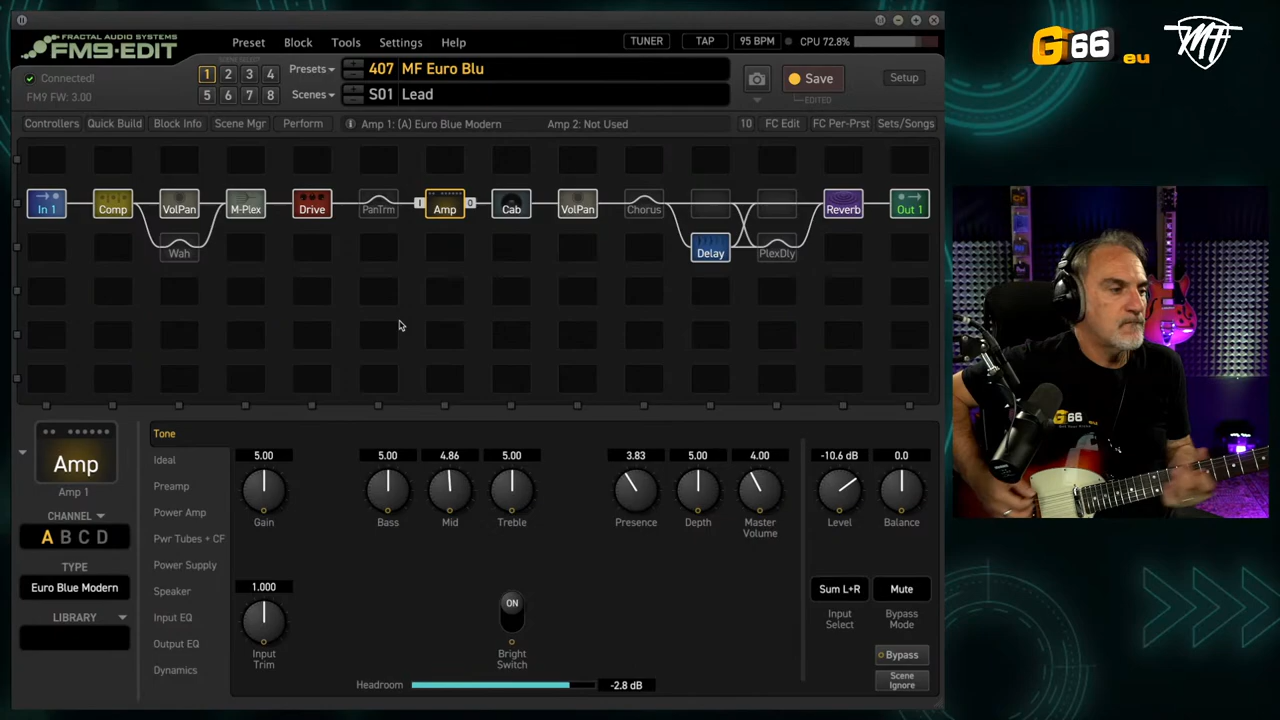 FRACTAL AUDIO SYSTEMS
FM9-EDIT
Connected!
FM9 FW: 3.00
Preset Block Tools Settings Help
TUNER TAP 95 BPM CPU 72.8%
SCENE SELECT
1 2 3 4
5 6 7 8
Presets 407 MF Euro Blu
Scenes S01 Lead
Save
EDITED
Setup
Controllers Quick Build Block Info Scene Mgr Perform
Amp 1: (A) Euro Blue Modern Amp 2: Not Used
10 FC Edit FC Per-Prst Sets/Songs
In 1 Comp VolPan M-Plex Drive PanTrm I Amp O Cab VolPan Chorus Reverb Out 1
Wah Delay PlexDly
Amp
Amp 1
CHANNEL
A B C D
TYPE
Euro Blue Modern
LIBRARY
Tone
Ideal
Preamp
Power Amp
Pwr Tubes + CF
Power Supply
Speaker
Input EQ
Output EQ
Dynamics
5.00 5.00 4.86 5.00 3.83 5.00 4.00 -10.6 dB 0.0
Gain Bass Mid Treble Presence Depth Master Volume Level Balance
1.000
Input Trim
ON
Bright Switch
Sum L+R
Input Select
Mute
Bypass Mode
Bypass
Scene Ignore
Headroom -2.8 dB
G 66 eu
MF
G 66